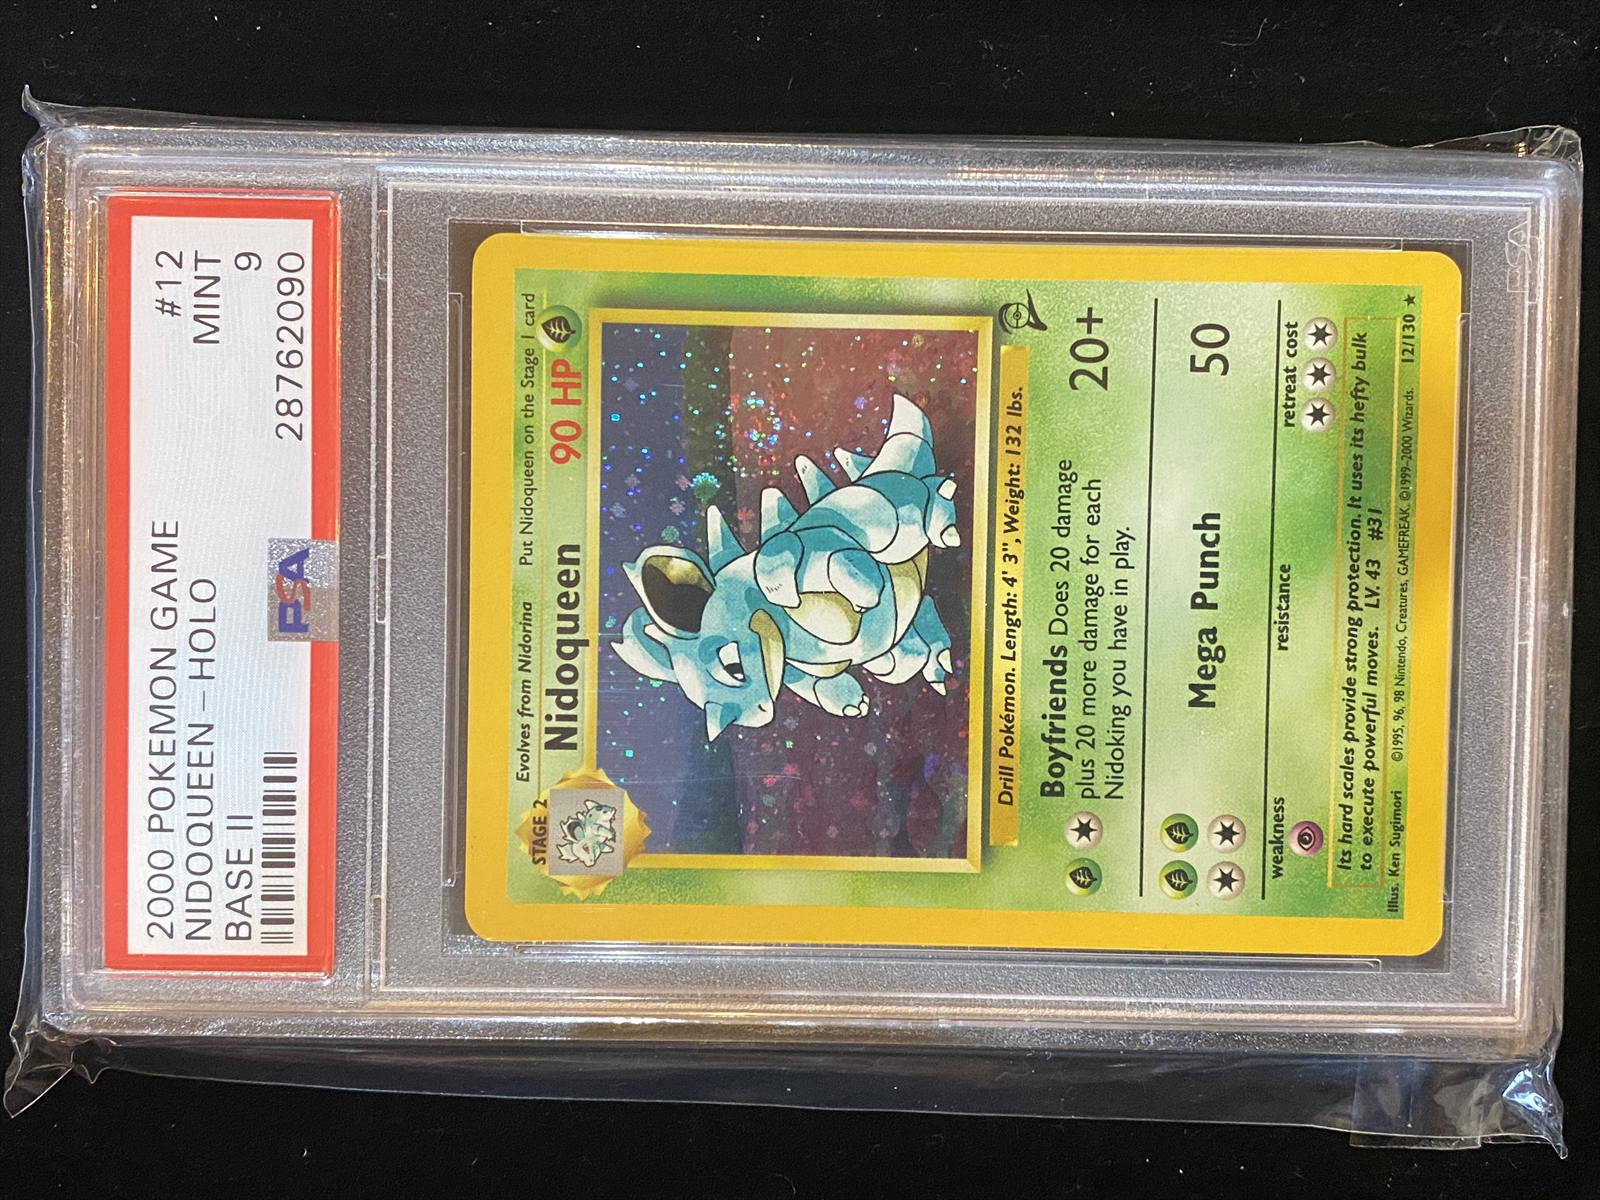 2000 POKEMON GAME #12
NIDOQUEEN-HOLO MINT
BASE II 9
28762090
PSA
STAGE 2
Evolves from Nidorina Put Nidoqueen on the Stage 1 card
Nidoqueen 90 HP
Drill Pokémon. Length: 4' 3", Weight: 132 lbs.
Boyfriends Does 20 damage
plus 20 more damage for each
Nidoking you have in play.
20+
Mega Punch 50
weakness resistance retreat cost
Its hard scales provide strong protection. It uses its hefty bulk
to execute powerful moves. LV. 43 #31
Illus. Ken Sugimori ©1995, 96, 98 Nintendo, Creatures, GAMEFREAK. ©1999-2000 Wizards. 12/130 ★
PSA